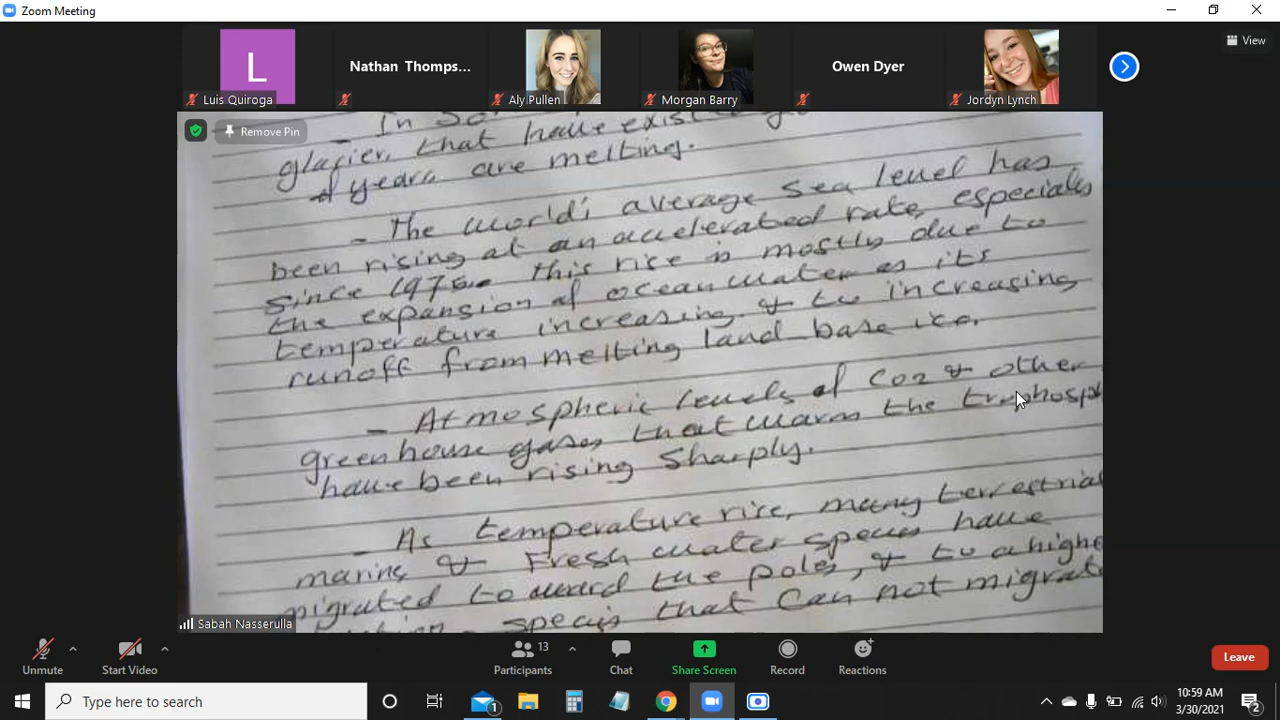 Zoom Meeting
View
L
Luis Quiroga
Nathan Thomps...
Aly Pullen
Morgan Barry
Owen Dyer
Jordyn Lynch
Remove Pin
- In
glacier, that have
of years are melting.
- The world's average sea level has
been rising at an accelerated rate, especially
since 1975. this rise is mostly due to
the expansion of ocean water as its
temperature increasing. & to increasing
runoff from melting land base ice.
- Atmospheric levels of CO2 & other
greenhouse gases that warm the
have been rising sharply.
- As temperature rise, many terrestrial
marine & Fresh water species have
migrated toward the poles, & to a highe
species that can not migrat
Sabah Nasserulla
Unmute
Start Video
13
Participants
Chat
Share Screen
Record
Reactions
Leave
Type here to search
1
10:59 AM
3/30/2021
2